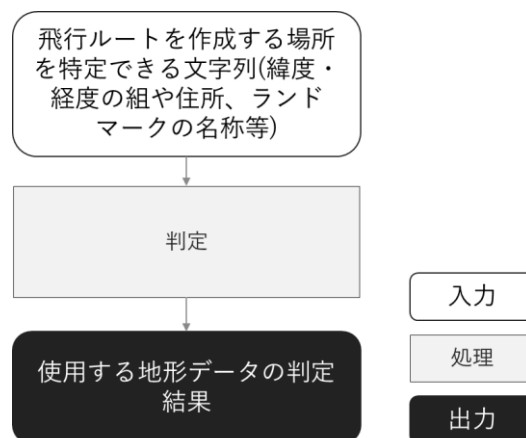 飛行ルートを作成する場所
を特定できる文字列(緯度・
経度の組や住所、ランド
マークの名称等)
判定
使用する地形データの判定
結果
入力
処理
出力